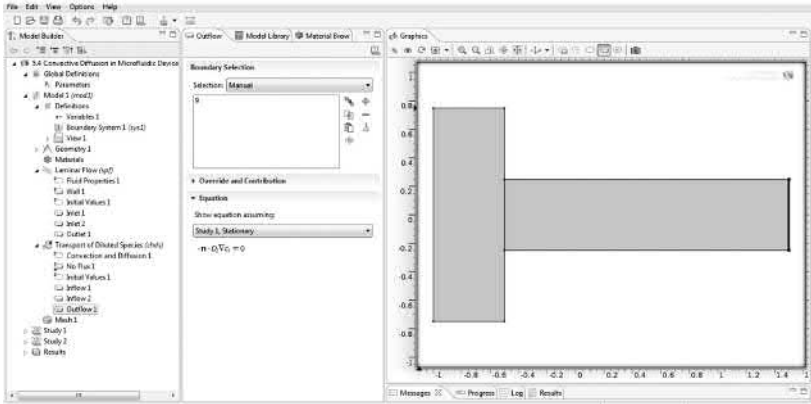 File Edit View Options Help
Model Builder
5.4 Convective Diffusion in Microfluidic Device
Global Definitions
Parameters
Model 1 (mod1)
Definitions
Variables 1
Boundary System 1 (sys1)
View 1
Geometry 1
Materials
Laminar Flow (spf)
Fluid Properties 1
Wall 1
Initial Values 1
Inlet 1
Inlet 2
Outlet 1
Transport of Diluted Species (chds)
Convection and Diffusion 1
No Flux 1
Initial Values 1
Inflow 1
Inflow 2
Outflow 1
Mesh 1
Study 1
Study 2
Results
Outflow Model Library Material Brow
Boundary Selection
Selection: Manual
9
Override and Contribution
Equation
Show equation assuming:
Study 1, Stationary
-n · Dᵢ∇cᵢ = 0
Graphics
1
0.8
0.6
0.4
0.2
0
-0.2
-0.4
-0.6
-0.8
-1
-1 -0.8 -0.6 -0.4 -0.2 0 0.2 0.4 0.6 0.8 1 1.2 1.4
Messages Progress Log Results